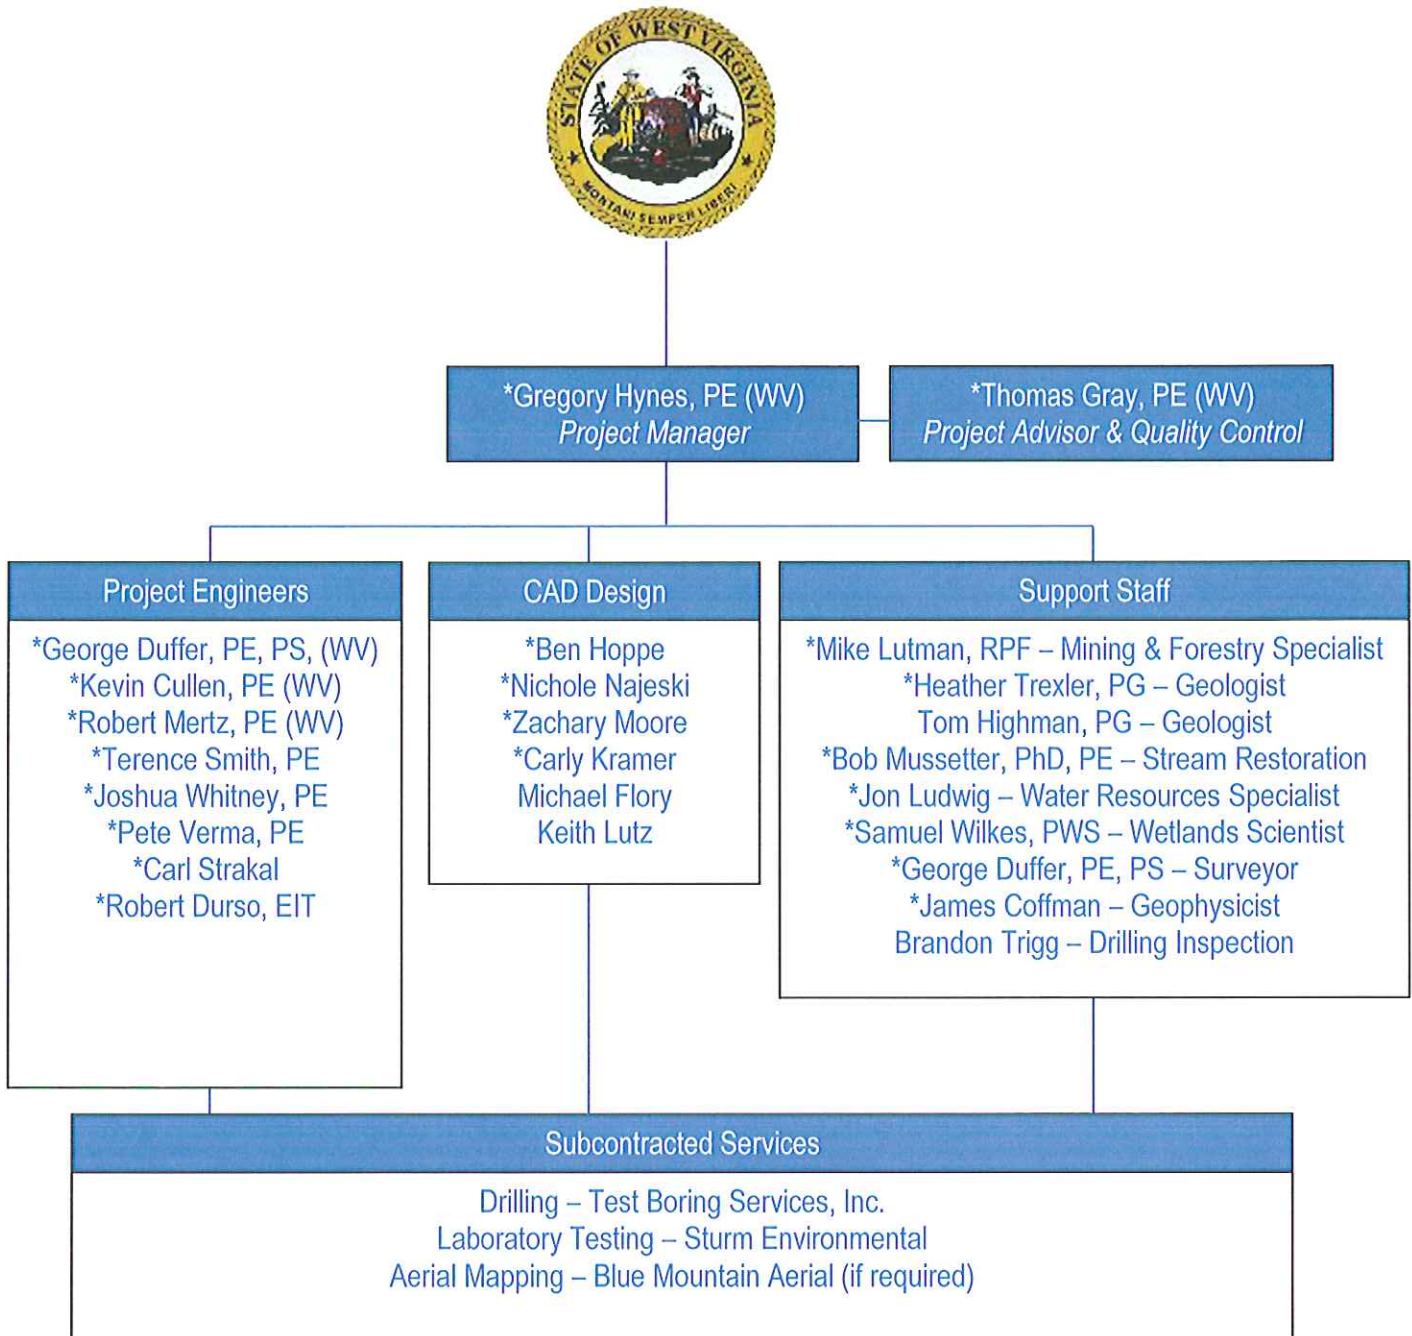 STATE OF WEST VIRGINIA
MONTANI SEMPER LIBERI
*Gregory Hynes, PE (WV)
Project Manager
*Thomas Gray, PE (WV)
Project Advisor & Quality Control
Project Engineers
*George Duffer, PE, PS, (WV)
*Kevin Cullen, PE (WV)
*Robert Mertz, PE (WV)
*Terence Smith, PE
*Joshua Whitney, PE
*Pete Verma, PE
*Carl Strakal
*Robert Durso, EIT
CAD Design
*Ben Hoppe
*Nichole Najeski
*Zachary Moore
*Carly Kramer
Michael Flory
Keith Lutz
Support Staff
*Mike Lutman, RPF – Mining & Forestry Specialist
*Heather Trexler, PG – Geologist
Tom Highman, PG – Geologist
*Bob Mussetter, PhD, PE – Stream Restoration
*Jon Ludwig – Water Resources Specialist
*Samuel Wilkes, PWS – Wetlands Scientist
*George Duffer, PE, PS – Surveyor
*James Coffman – Geophysicist
Brandon Trigg – Drilling Inspection
Subcontracted Services
Drilling – Test Boring Services, Inc.
Laboratory Testing – Sturm Environmental
Aerial Mapping – Blue Mountain Aerial (if required)